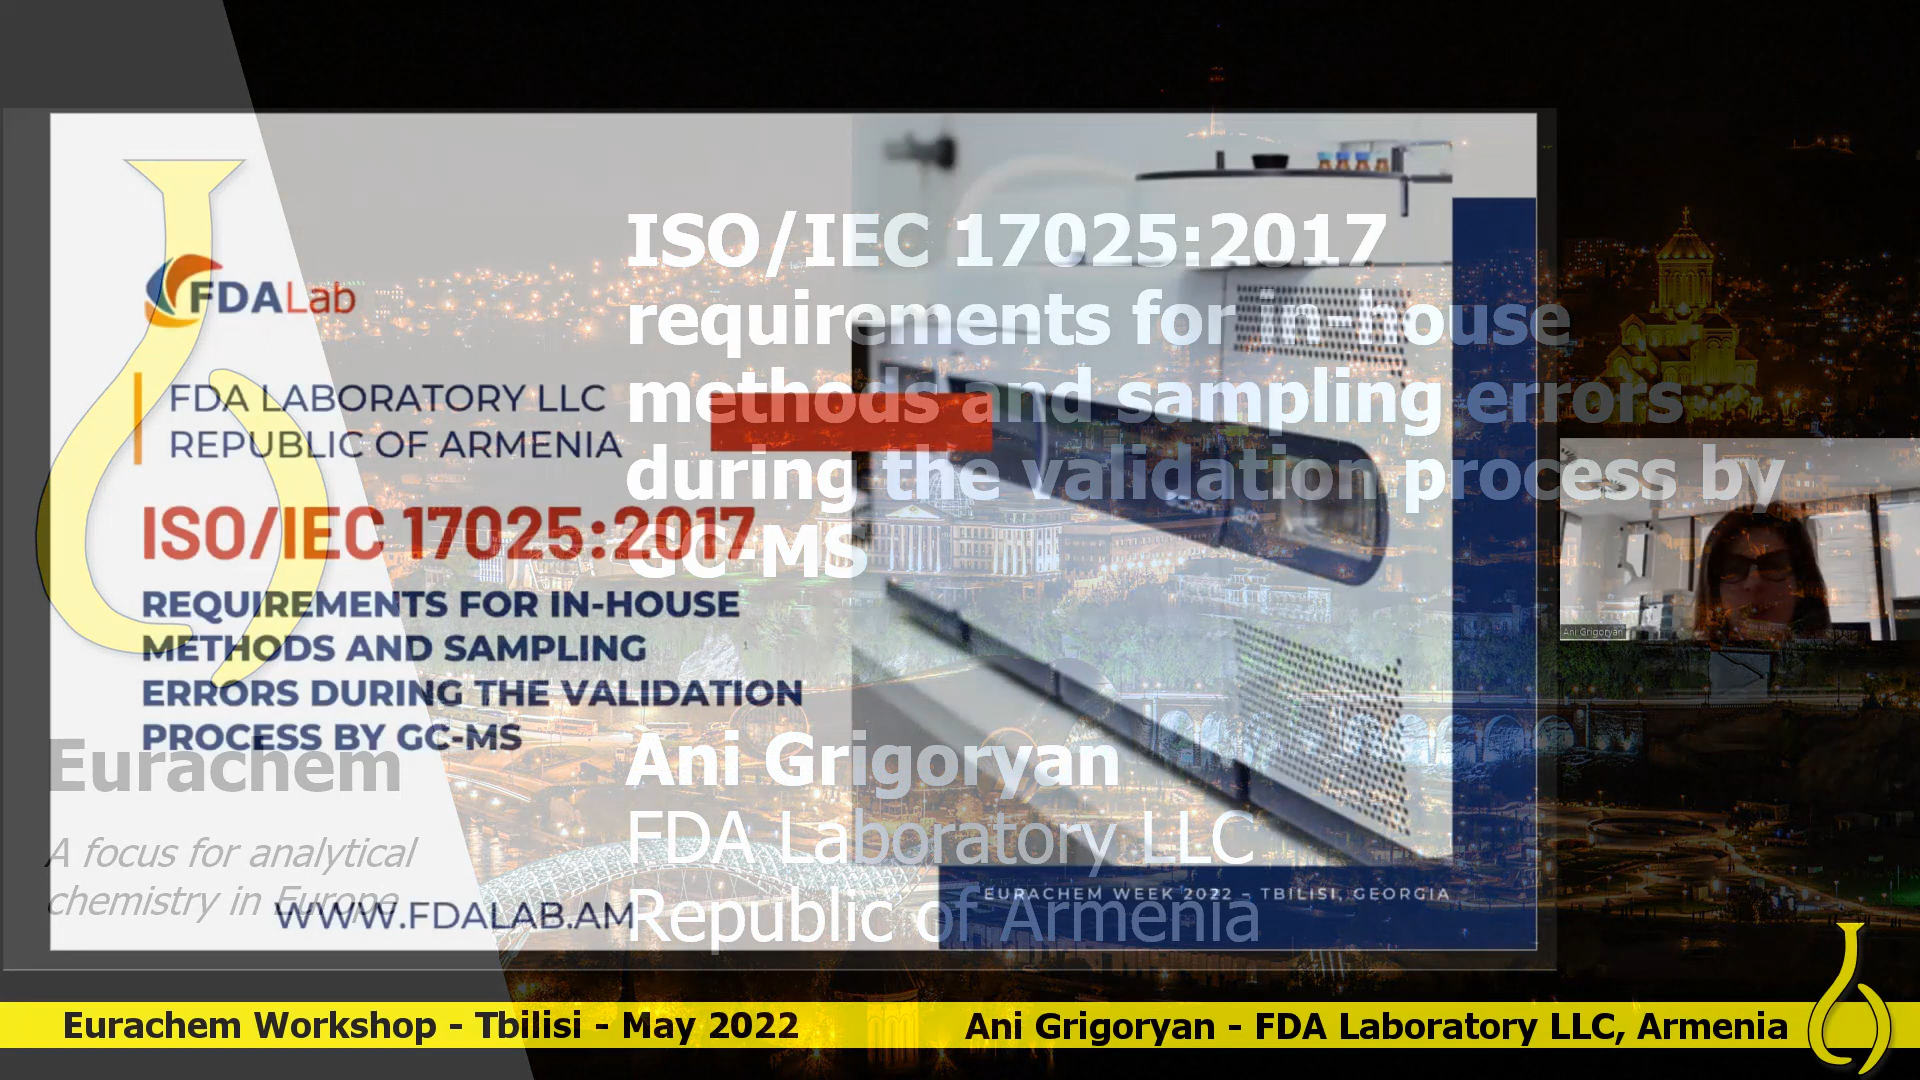 FDALab
FDA LABORATORY LLC
REPUBLIC OF ARMENIA
ISO/IEC 17025:2017
REQUIREMENTS FOR IN-HOUSE
METHODS AND SAMPLING
ERRORS DURING THE VALIDATION
PROCESS BY GC-MS
WWW.FDALAB.AM
EURACHEM WEEK 2022 – TBILISI, GEORGIA
Eurachem
A focus for analytical
chemistry in Europe
ISO/IEC 17025:2017
requirements for in-house
methods and sampling errors
during the validation process by
GC-MS
Ani Grigoryan
FDA Laboratory LLC
Republic of Armenia
Ani Grigoryan
Eurachem Workshop - Tbilisi - May 2022
Ani Grigoryan - FDA Laboratory LLC, Armenia